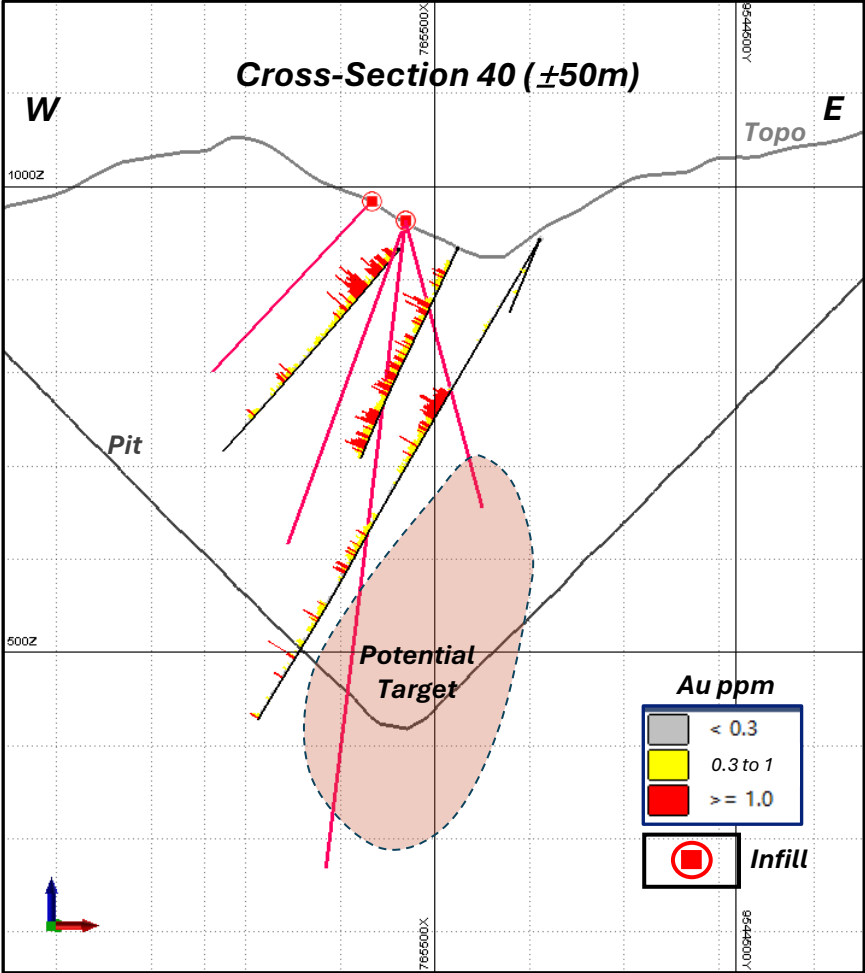 765500X
9544500Y
Cross-Section 40 (±50m)
W
E
Topo
1000Z
Pit
500Z
Potential
Target
Au ppm
< 0.3
0.3 to 1
>= 1.0
Infill
765500X
9544500Y